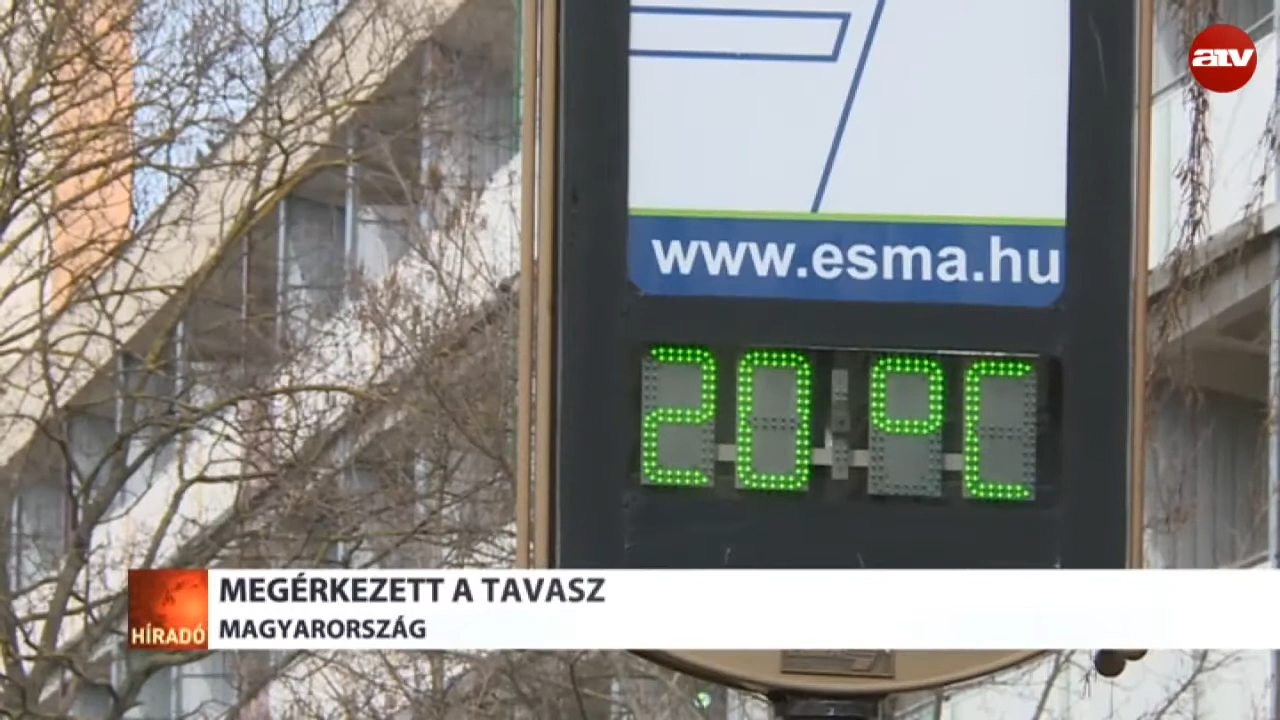 atv
www.esma.hu
20 °C
MEGÉRKEZETT A TAVASZ
HÍRADÓ
MAGYARORSZÁG